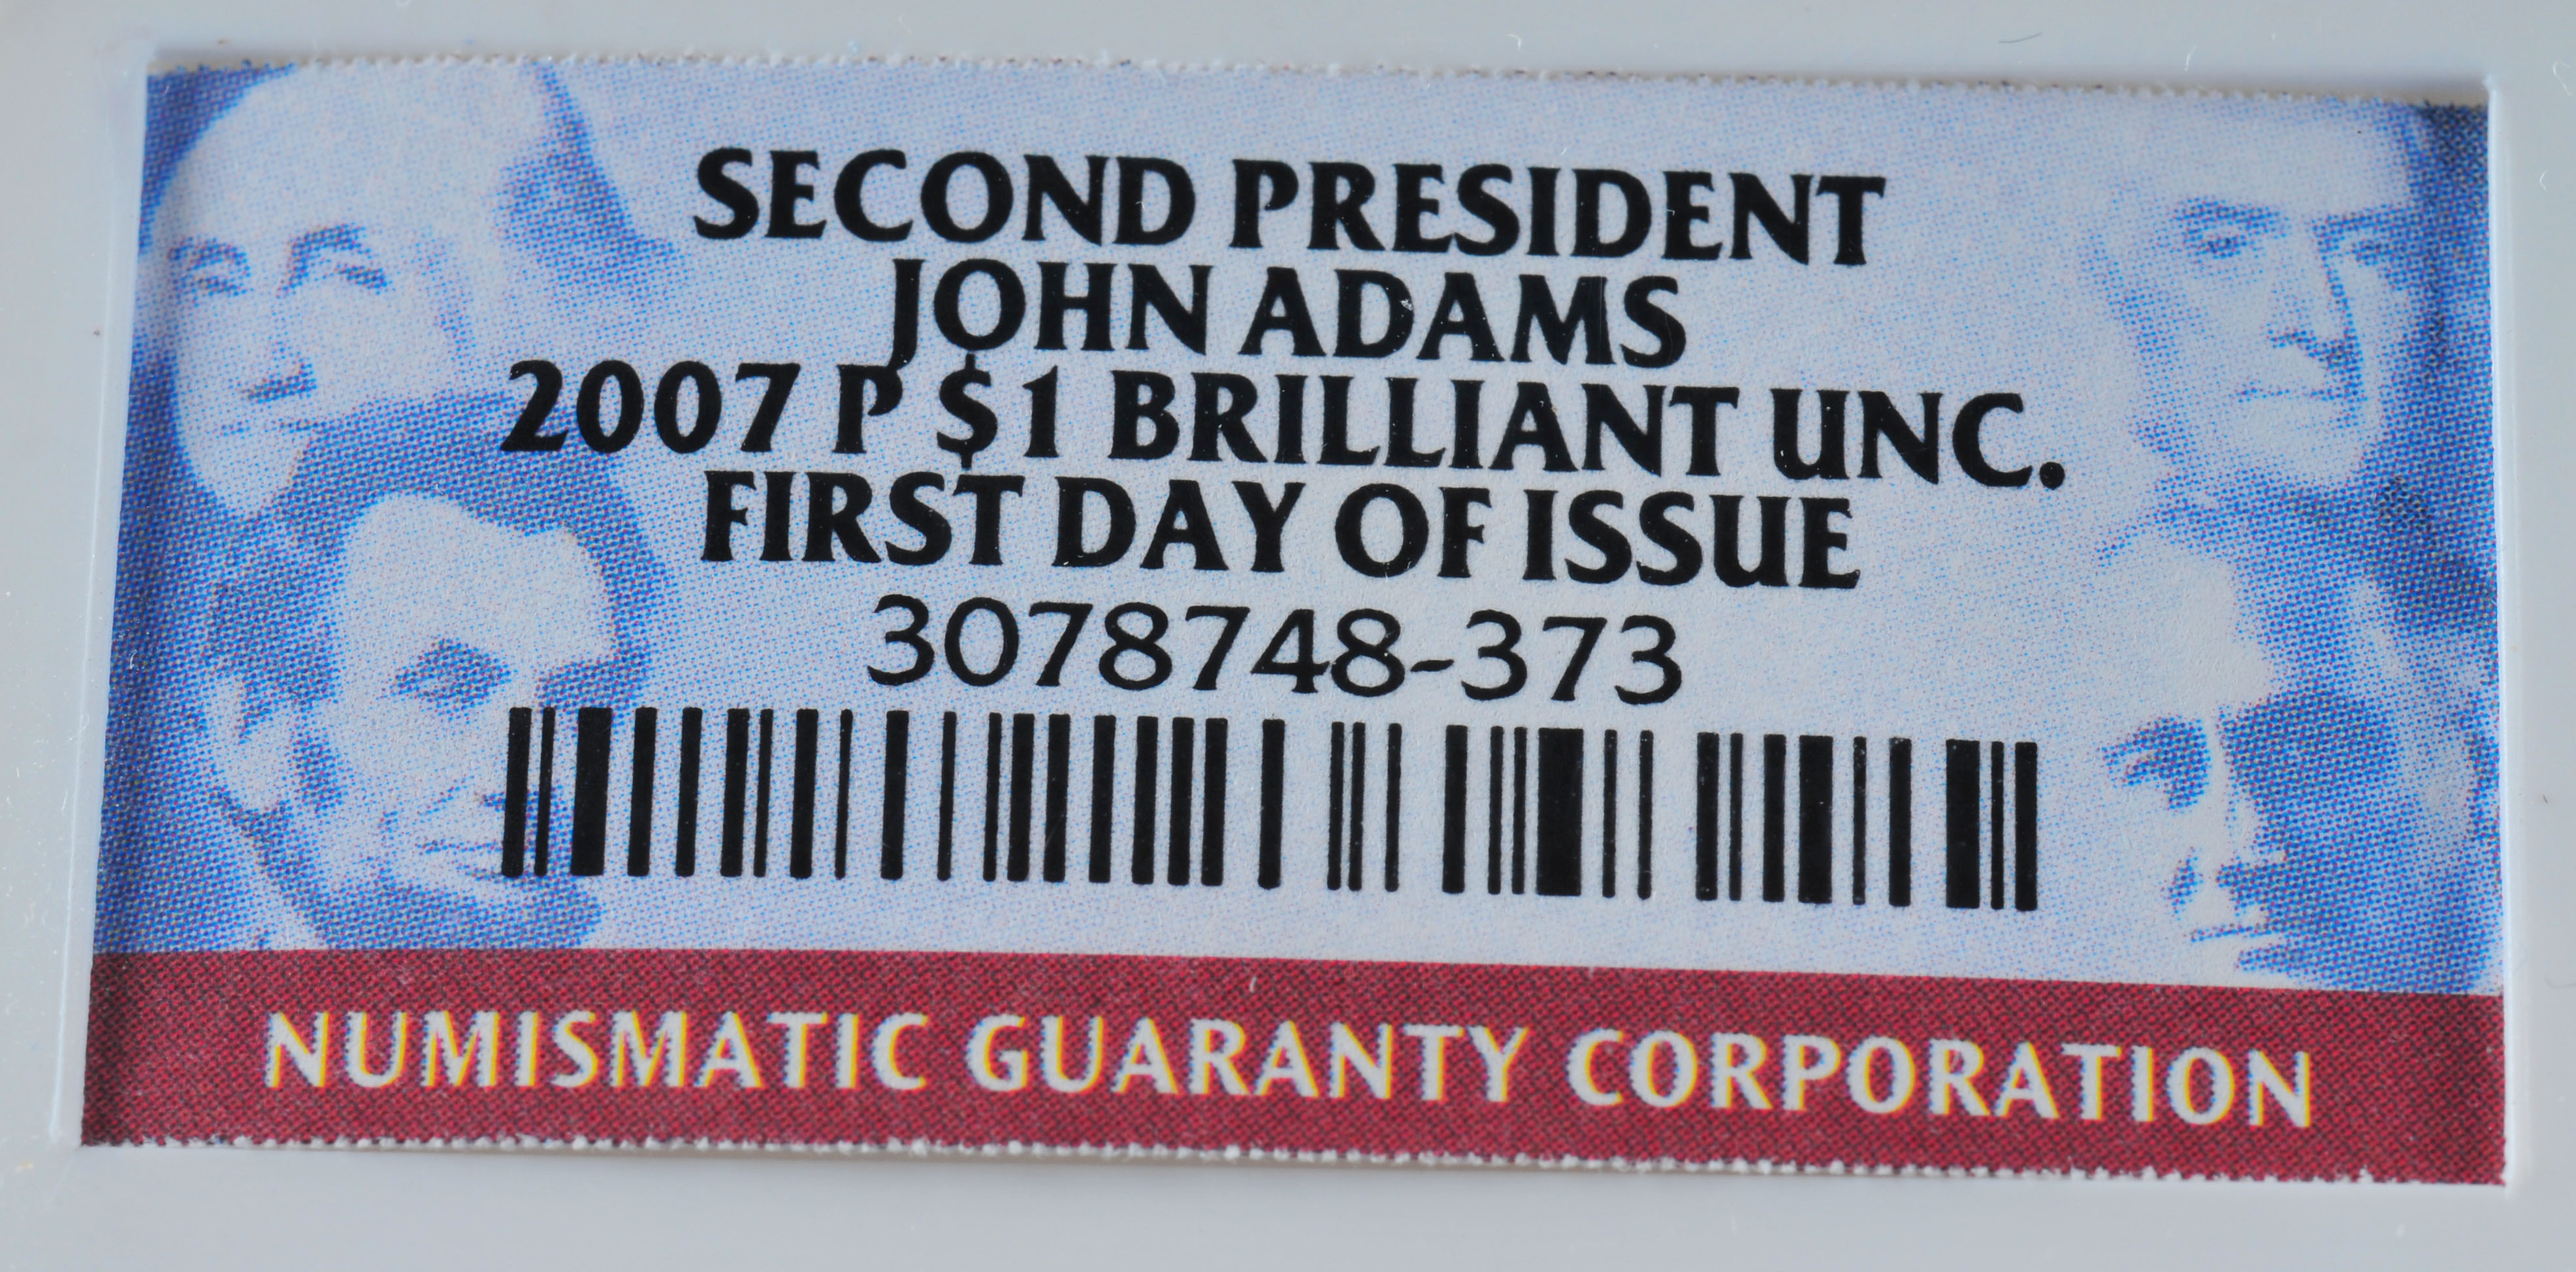 SECOND PRESIDENT
JOHN ADAMS
2007 P $1 BRILLIANT UNC.
FIRST DAY OF ISSUE
3078748-373
NUMISMATIC GUARANTY CORPORATION